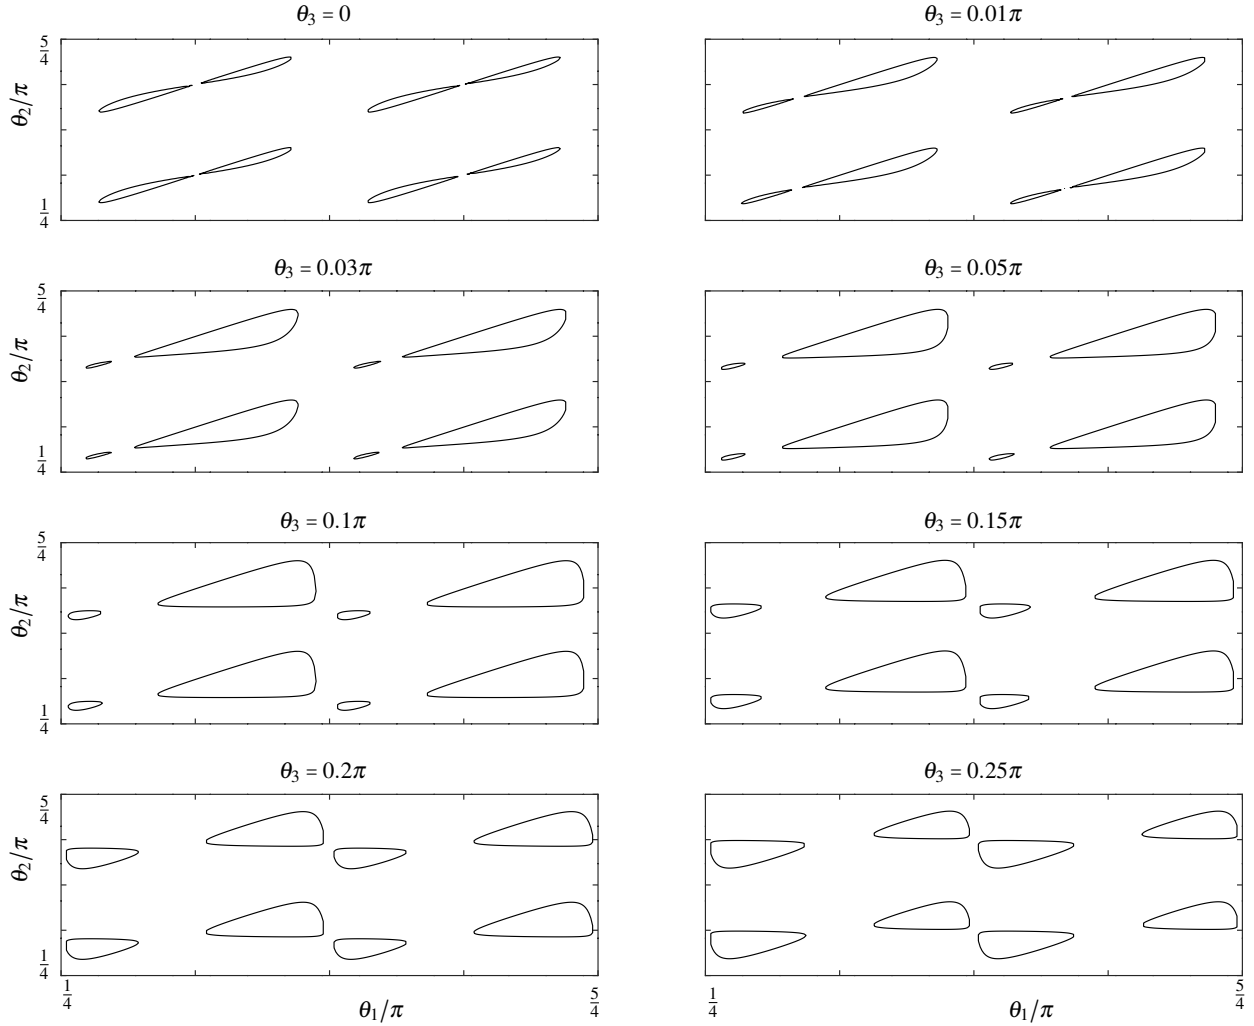 θ₃ = 0
θ₃ = 0.01π
5/4
θ₂/π
1/4
θ₃ = 0.03π
θ₃ = 0.05π
5/4
θ₂/π
1/4
θ₃ = 0.1π
θ₃ = 0.15π
5/4
θ₂/π
1/4
θ₃ = 0.2π
θ₃ = 0.25π
5/4
θ₂/π
1/4
1/4 θ₁/π 5/4
1/4 θ₁/π 5/4